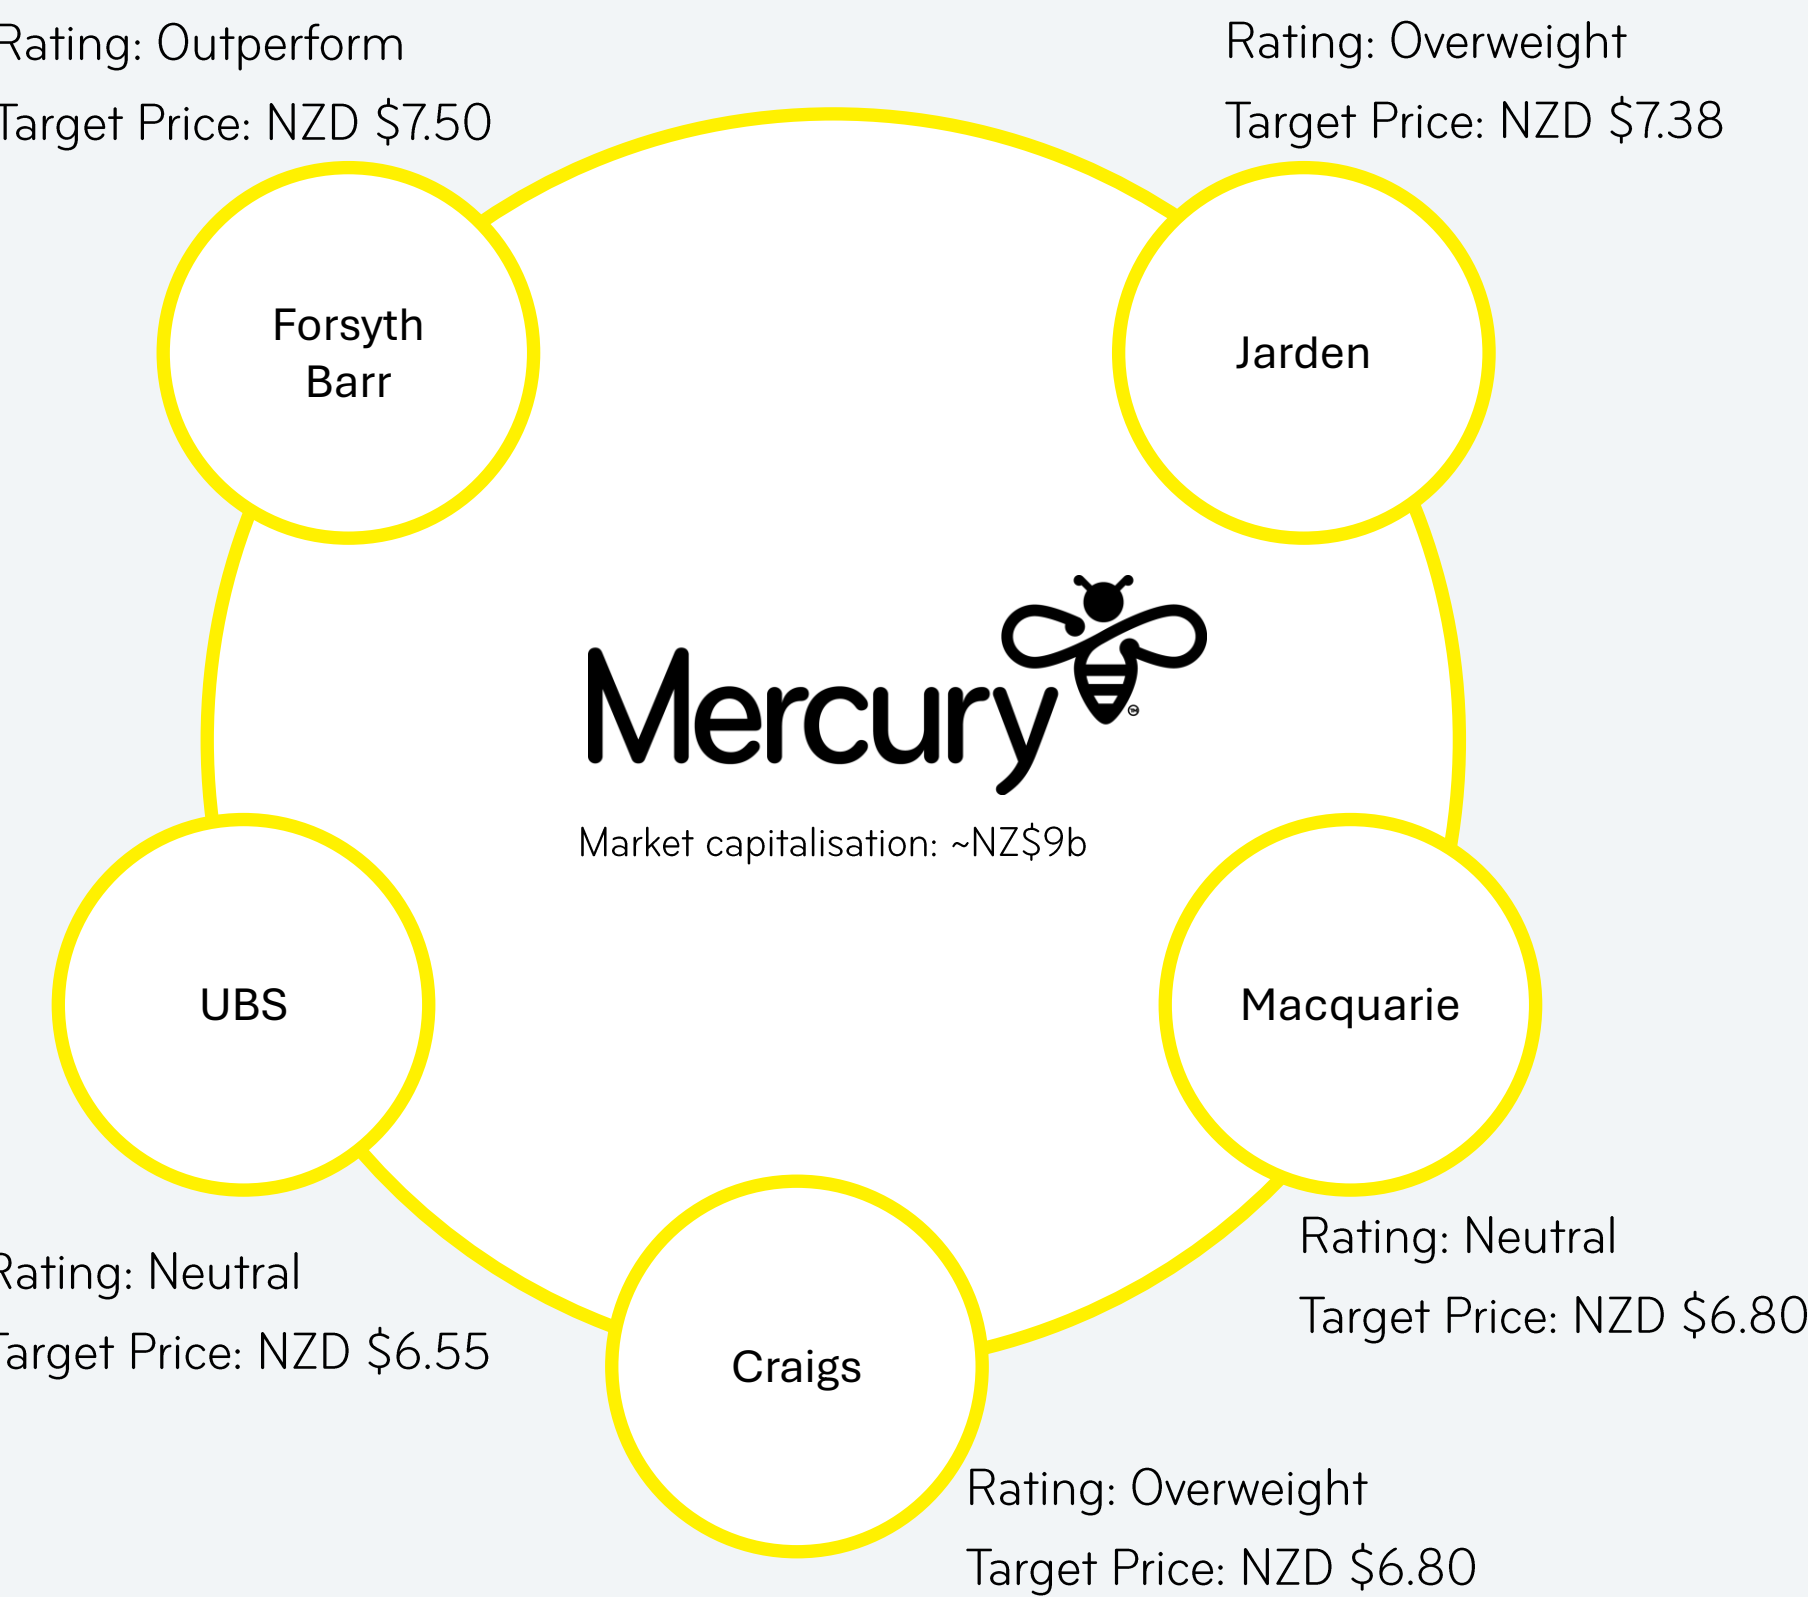 Rating: Outperform
Target Price: NZD $7.50
Rating: Overweight
Target Price: NZD $7.38
Forsyth
Barr
Jarden
Mercury
TM
Market capitalisation: ~NZ$9b
UBS
Macquarie
Rating: Neutral
Target Price: NZD $6.55
Rating: Neutral
Target Price: NZD $6.80
Craigs
Rating: Overweight
Target Price: NZD $6.80